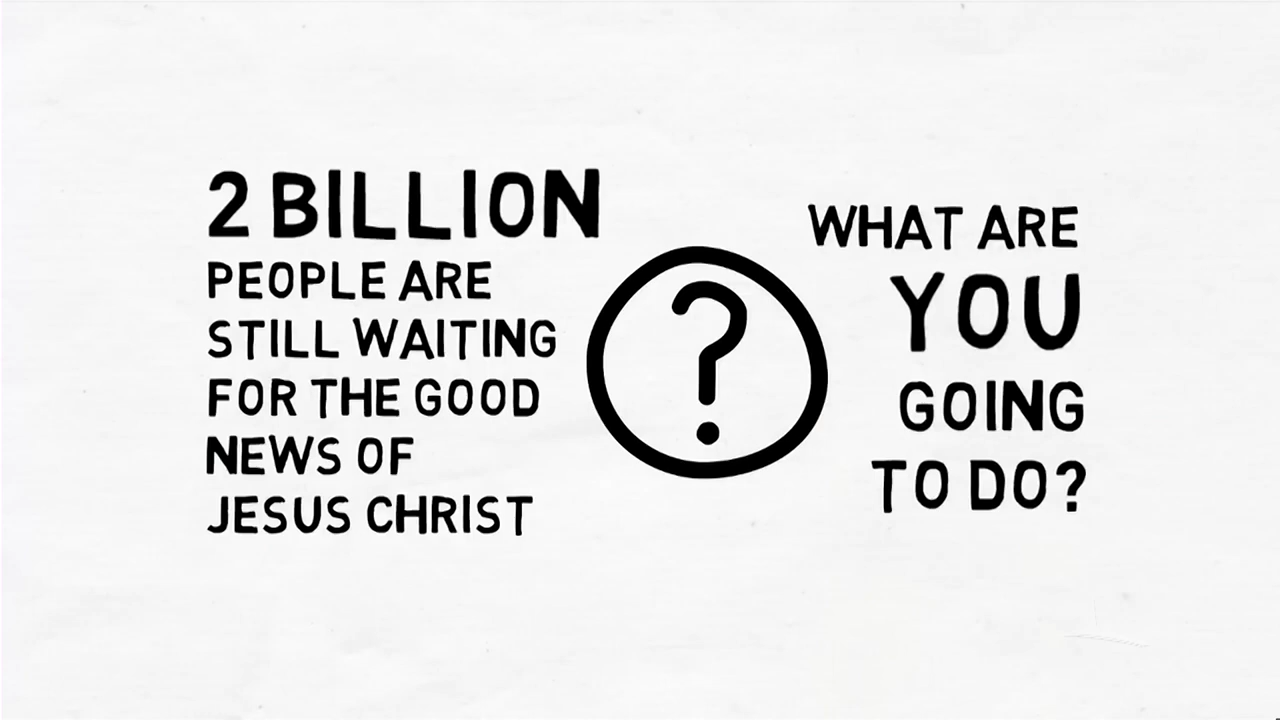 2 BILLION
PEOPLE ARE
STILL WAITING
FOR THE GOOD
NEWS OF
JESUS CHRIST
?
WHAT ARE
YOU
GOING
TO DO?